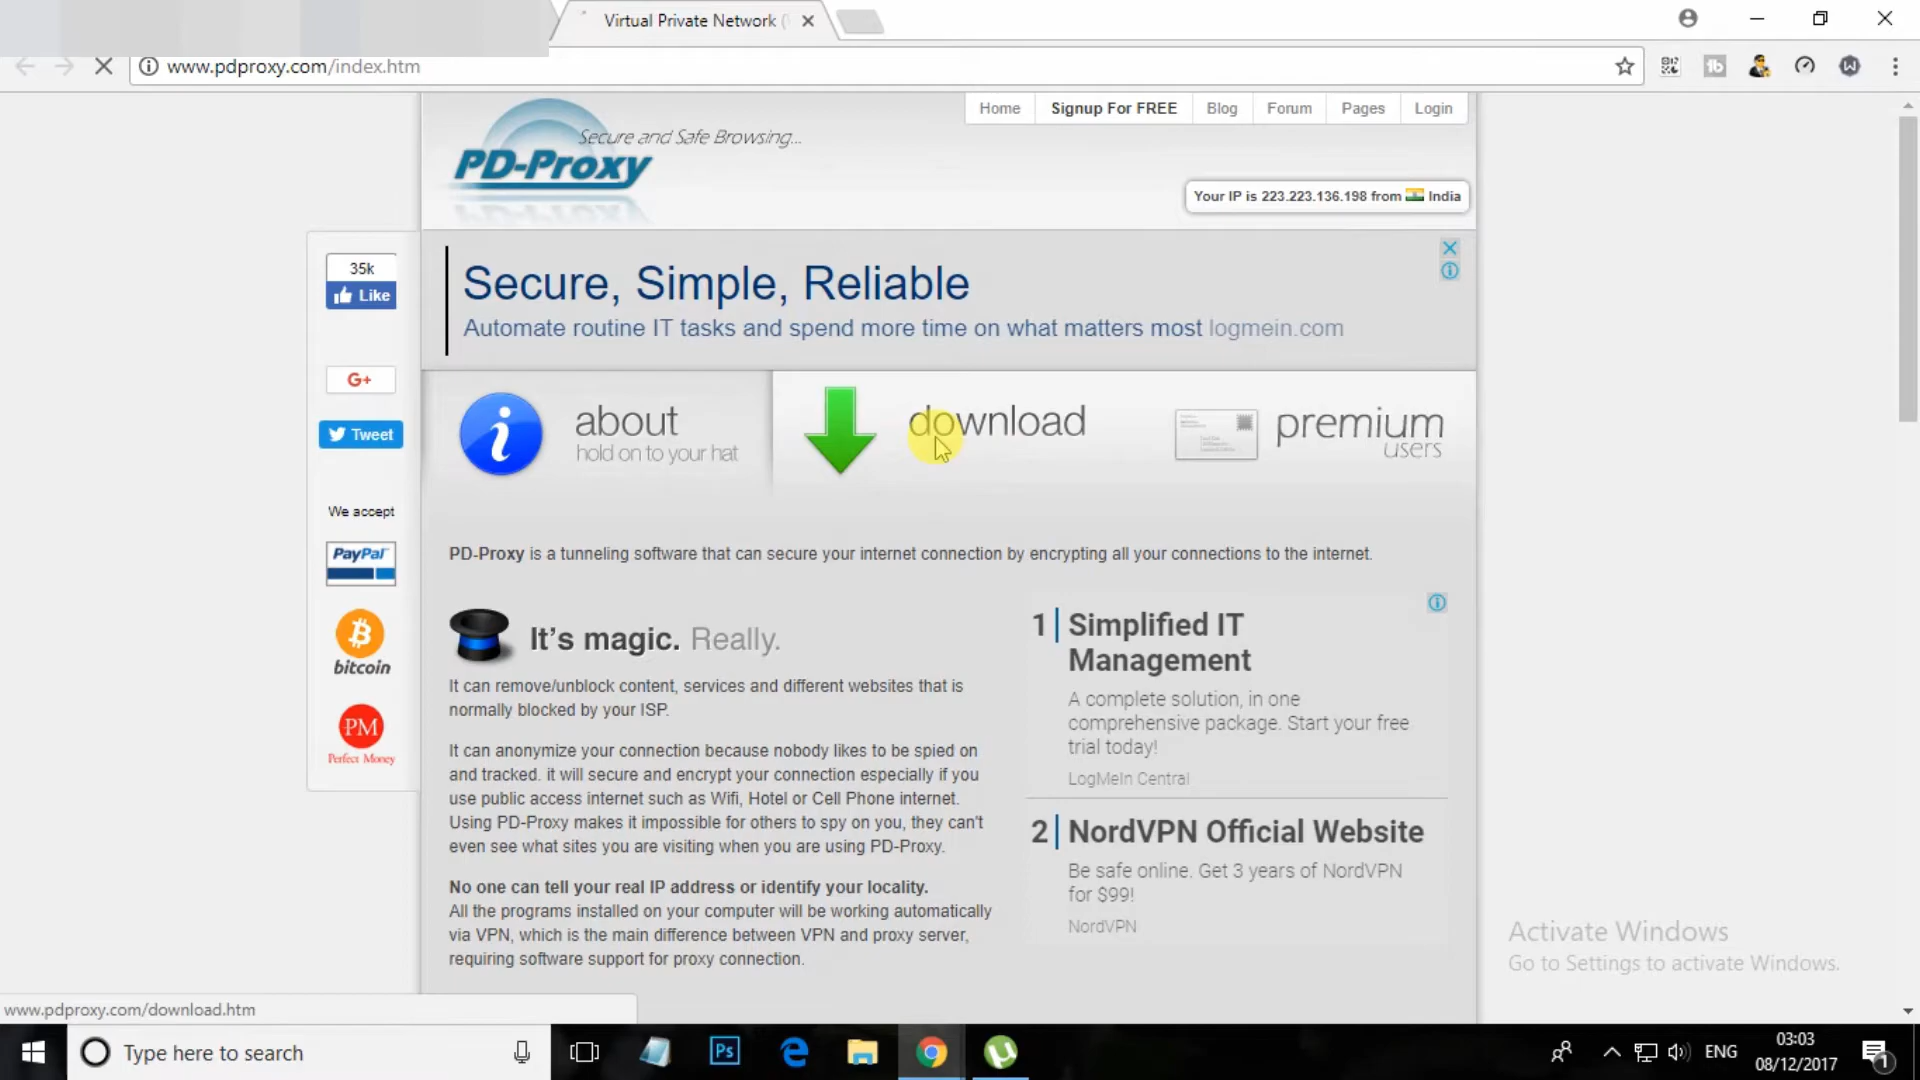 Virtual Private Network (
www.pdproxy.com/index.htm
Home
Signup For FREE
Blog
Forum
Pages
Login
Secure and Safe Browsing...
PD-Proxy
Your IP is 223.223.136.198 from India
35k
Like
G+
Tweet
We accept
PayPal
bitcoin
PM
Perfect Money
Secure, Simple, Reliable
Automate routine IT tasks and spend more time on what matters most logmein.com
about
hold on to your hat
download
premium
users
PD-Proxy is a tunneling software that can secure your internet connection by encrypting all your connections to the internet.
It's magic. Really.
It can remove/unblock content, services and different websites that is
normally blocked by your ISP.
It can anonymize your connection because nobody likes to be spied on
and tracked. it will secure and encrypt your connection especially if you
use public access internet such as Wifi, Hotel or Cell Phone internet.
Using PD-Proxy makes it impossible for others to spy on you, they can't
even see what sites you are visiting when you are using PD-Proxy.
No one can tell your real IP address or identify your locality.
All the programs installed on your computer will be working automatically
via VPN, which is the main difference between VPN and proxy server,
requiring software support for proxy connection.
1 Simplified IT
Management
A complete solution, in one
comprehensive package. Start your free
trial today!
LogMeIn Central
2 NordVPN Official Website
Be safe online. Get 3 years of NordVPN
for $99!
NordVPN
Activate Windows
Go to Settings to activate Windows.
www.pdproxy.com/download.htm
Type here to search
Ps
ENG
03:03
08/12/2017
1